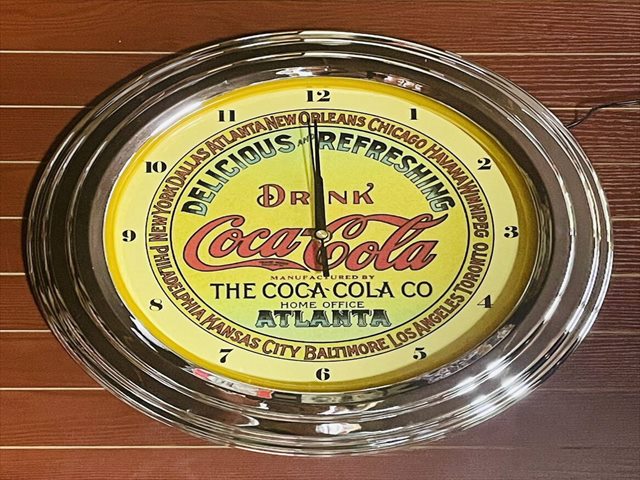 12
1
2
3
4
5
6
7
8
9
10
11
NEW ORLEANS CHICAGO HAVANA WINNIPEG TORONTO LOS ANGELES BALTIMORE KANSAS CITY PHILADELPHIA NEW YORK DALLAS ATLANTA
DELICIOUS AND REFRESHING
DRINK
Coca-Cola
MANUFACTURED BY
THE COCA-COLA CO
HOME OFFICE
ATLANTA